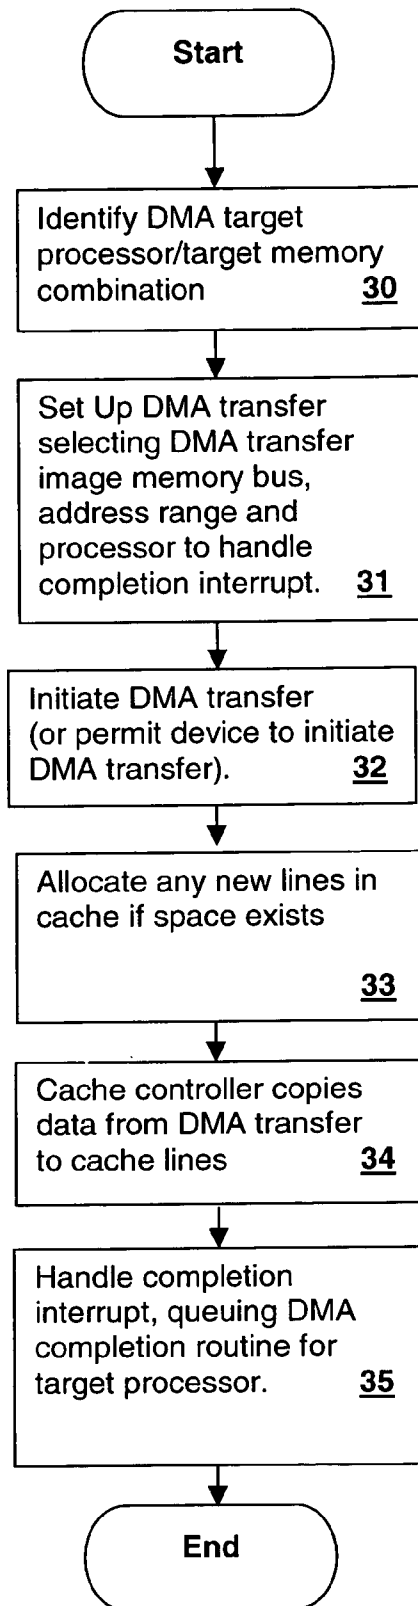 Start
Identify DMA target
processor/target memory
combination 30
Set Up DMA transfer
selecting DMA transfer
image memory bus,
address range and
processor to handle
completion interrupt. 31
Initiate DMA transfer
(or permit device to initiate
DMA transfer). 32
Allocate any new lines in
cache if space exists
33
Cache controller copies
data from DMA transfer
to cache lines 34
Handle completion
interrupt, queuing DMA
completion routine for
target processor. 35
End